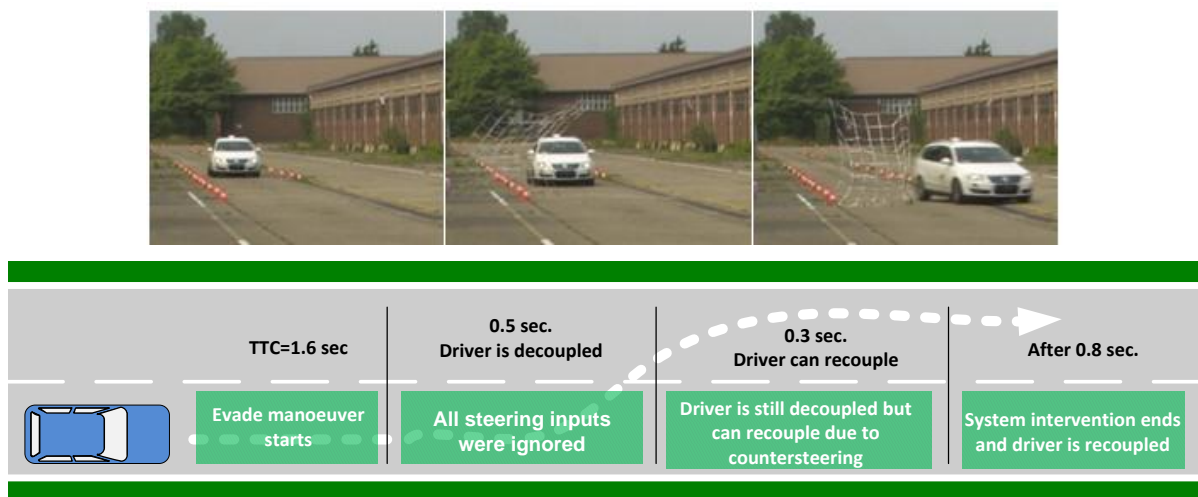 TTC=1.6 sec
0.5 sec.
Driver is decoupled
0.3 sec.
Driver can recouple
After 0.8 sec.
Evade manoeuver
starts
All steering inputs
were ignored
Driver is still decoupled but
can recouple due to
countersteering
System intervention ends
and driver is recoupled